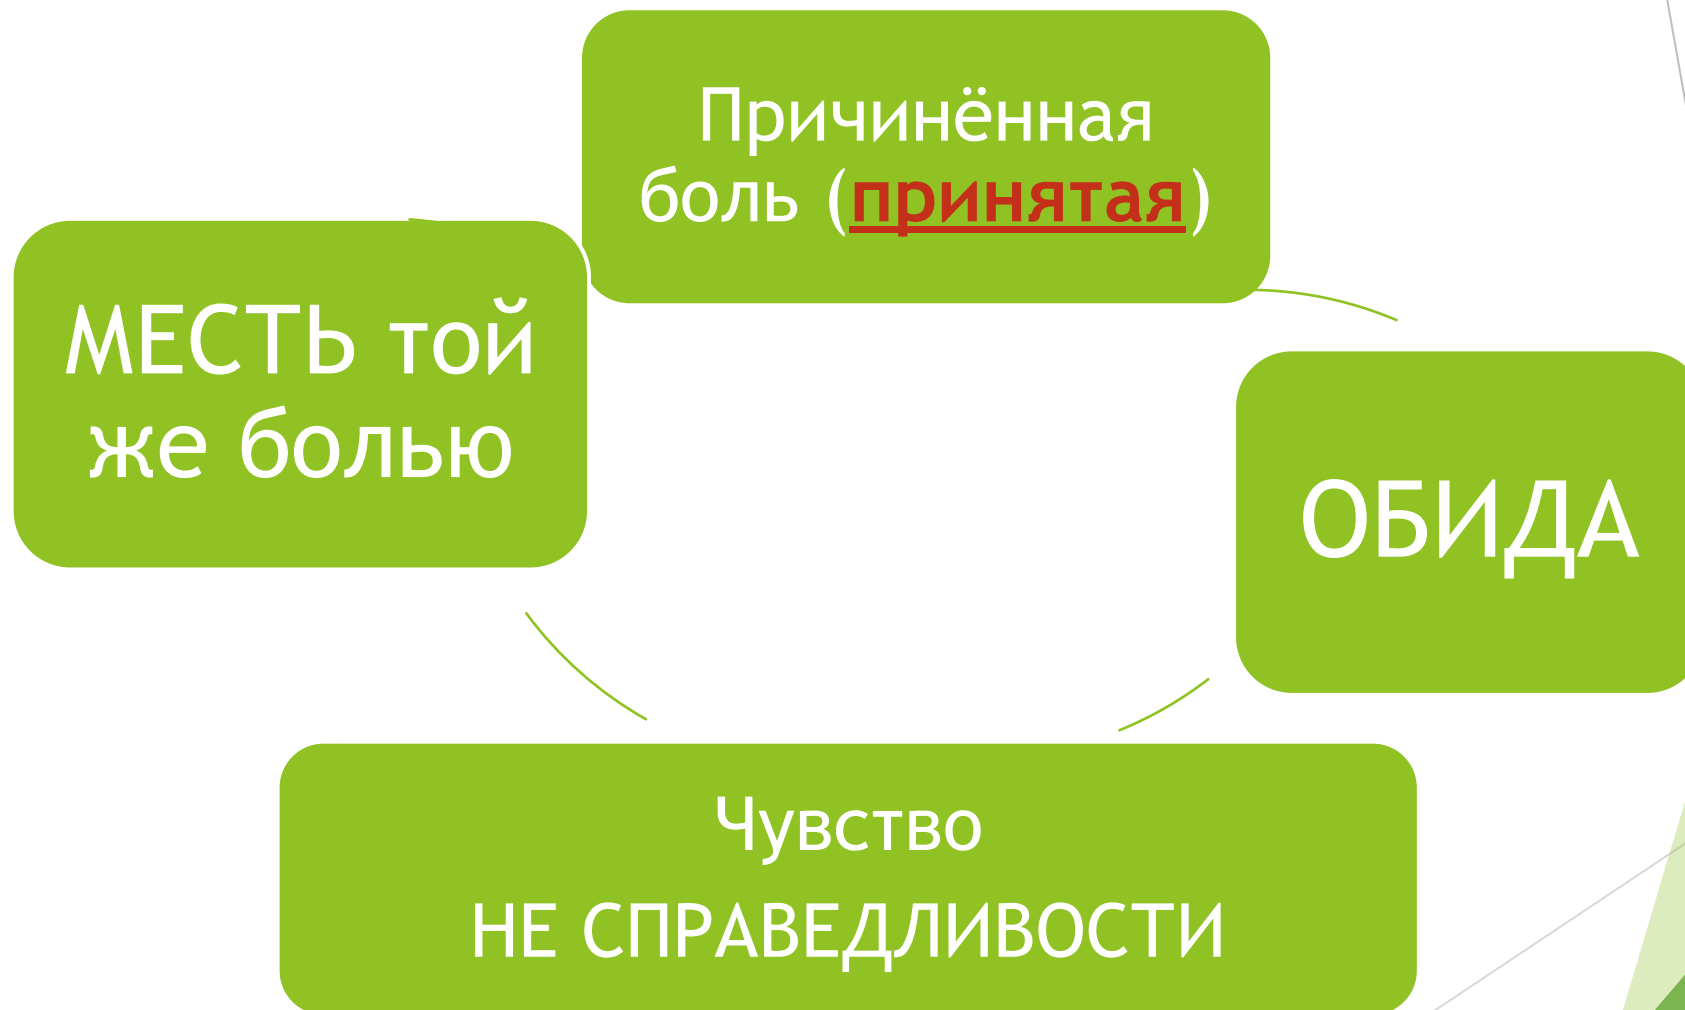 Причинённая
боль (принятая)
ОБИДА
Чувство
НЕ СПРАВЕДЛИВОСТИ
МЕСТЬ той
же болью